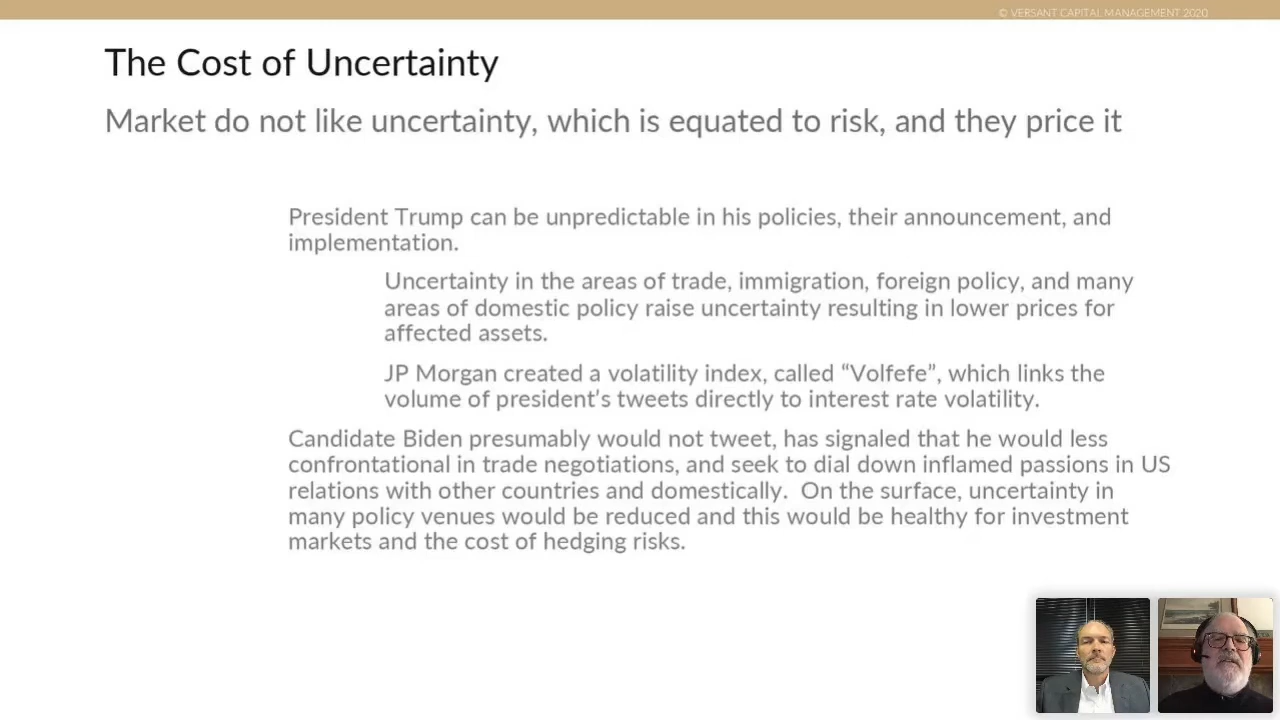 © VERSANT CAPITAL MANAGEMENT 2020
The Cost of Uncertainty
Market do not like uncertainty, which is equated to risk, and they price it
President Trump can be unpredictable in his policies, their announcement, and
implementation.
Uncertainty in the areas of trade, immigration, foreign policy, and many
areas of domestic policy raise uncertainty resulting in lower prices for
affected assets.
JP Morgan created a volatility index, called “Volfefe”, which links the
volume of president's tweets directly to interest rate volatility.
Candidate Biden presumably would not tweet, has signaled that he would less
confrontational in trade negotiations, and seek to dial down inflamed passions in US
relations with other countries and domestically.  On the surface, uncertainty in
many policy venues would be reduced and this would be healthy for investment
markets and the cost of hedging risks.